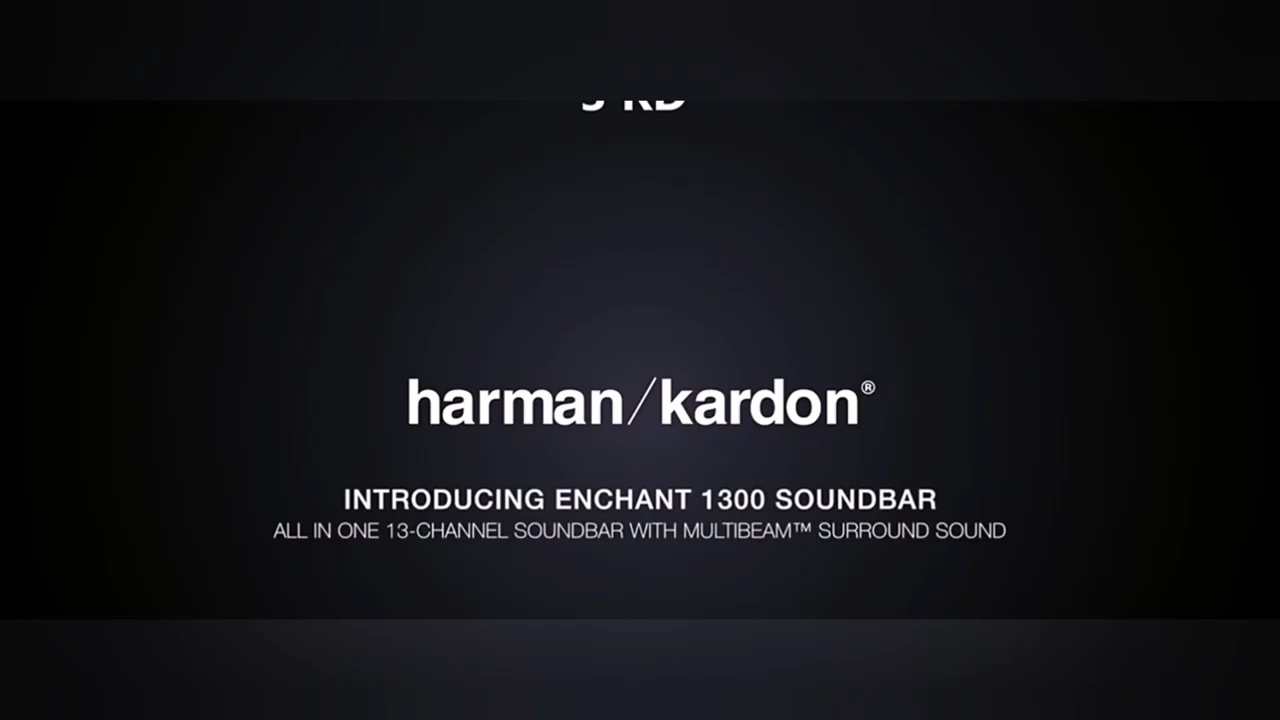 harman/kardon®
INTRODUCING ENCHANT 1300 SOUNDBAR
ALL IN ONE 13-CHANNEL SOUNDBAR WITH MULTIBEAM™ SURROUND SOUND